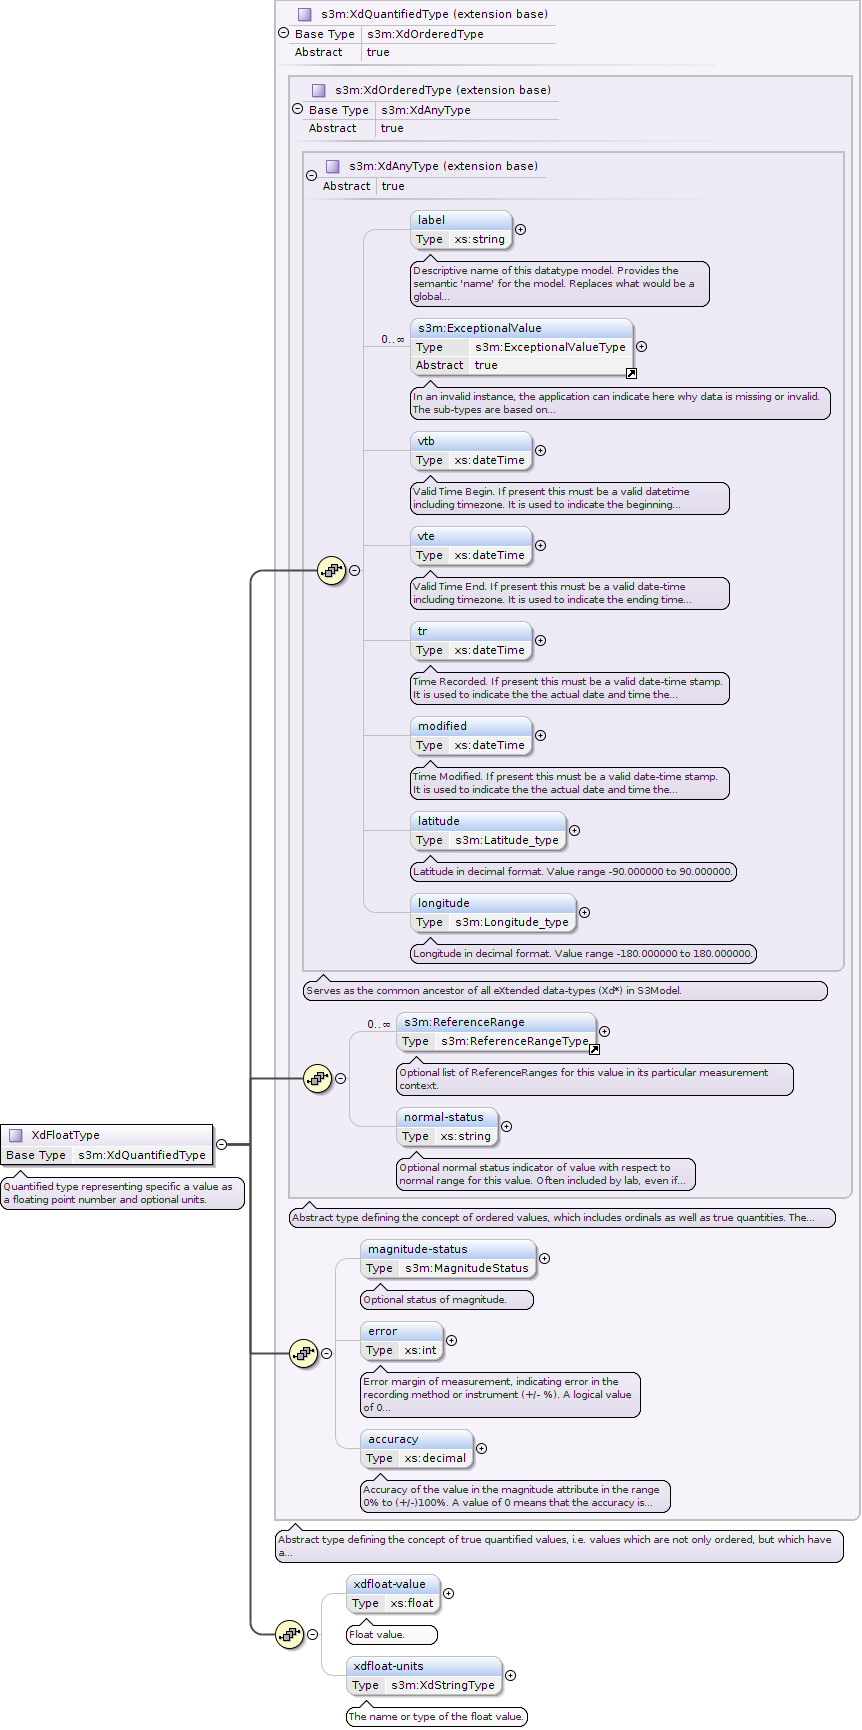 s3m:XdQuantifiedType (extension base)
Base Type s3m:XdOrderedType
Abstract true
s3m:XdOrderedType (extension base)
Base Type s3m:XdAnyType
Abstract true
s3m:XdAnyType (extension base)
Abstract true
label
Type xs:string
Descriptive name of this datatype model. Provides the
semantic 'name' for the model. Replaces what would be a
global...
0..∞
s3m:ExceptionalValue
Type s3m:ExceptionalValueType
Abstract true
In an invalid instance, the application can indicate here why data is missing or invalid.
The sub-types are based on...
vtb
Type xs:dateTime
Valid Time Begin. If present this must be a valid datetime
including timezone. It is used to indicate the beginning...
vte
Type xs:dateTime
Valid Time End. If present this must be a valid date-time
including timezone. It is used to indicate the ending time...
tr
Type xs:dateTime
Time Recorded. If present this must be a valid date-time stamp.
It is used to indicate the the actual date and time the...
modified
Type xs:dateTime
Time Modified. If present this must be a valid date-time stamp.
It is used to indicate the the actual date and time the...
latitude
Type s3m:Latitude_type
Latitude in decimal format. Value range -90.000000 to 90.000000.
longitude
Type s3m:Longitude_type
Longitude in decimal format. Value range -180.000000 to 180.000000.
Serves as the common ancestor of all eXtended data-types (Xd*) in S3Model.
0..∞
s3m:ReferenceRange
Type s3m:ReferenceRangeType
Optional list of ReferenceRanges for this value in its particular measurement
context.
normal-status
Type xs:string
Optional normal status indicator of value with respect to
normal range for this value. Often included by lab, even if...
XdFloatType
Base Type s3m:XdQuantifiedType
Quantified type representing specific a value as
a floating point number and optional units.
Abstract type defining the concept of ordered values, which includes ordinals as well as true quantities. The...
magnitude-status
Type s3m:MagnitudeStatus
Optional status of magnitude.
error
Type xs:int
Error margin of measurement, indicating error in the
recording method or instrument (+/- %). A logical value
of 0...
accuracy
Type xs:decimal
Accuracy of the value in the magnitude attribute in the range
0% to (+/-)100%. A value of 0 means that the accuracy is...
Abstract type defining the concept of true quantified values, i.e. values which are not only ordered, but which have
a...
xdfloat-value
Type xs:float
Float value.
xdfloat-units
Type s3m:XdStringType
The name or type of the float value.